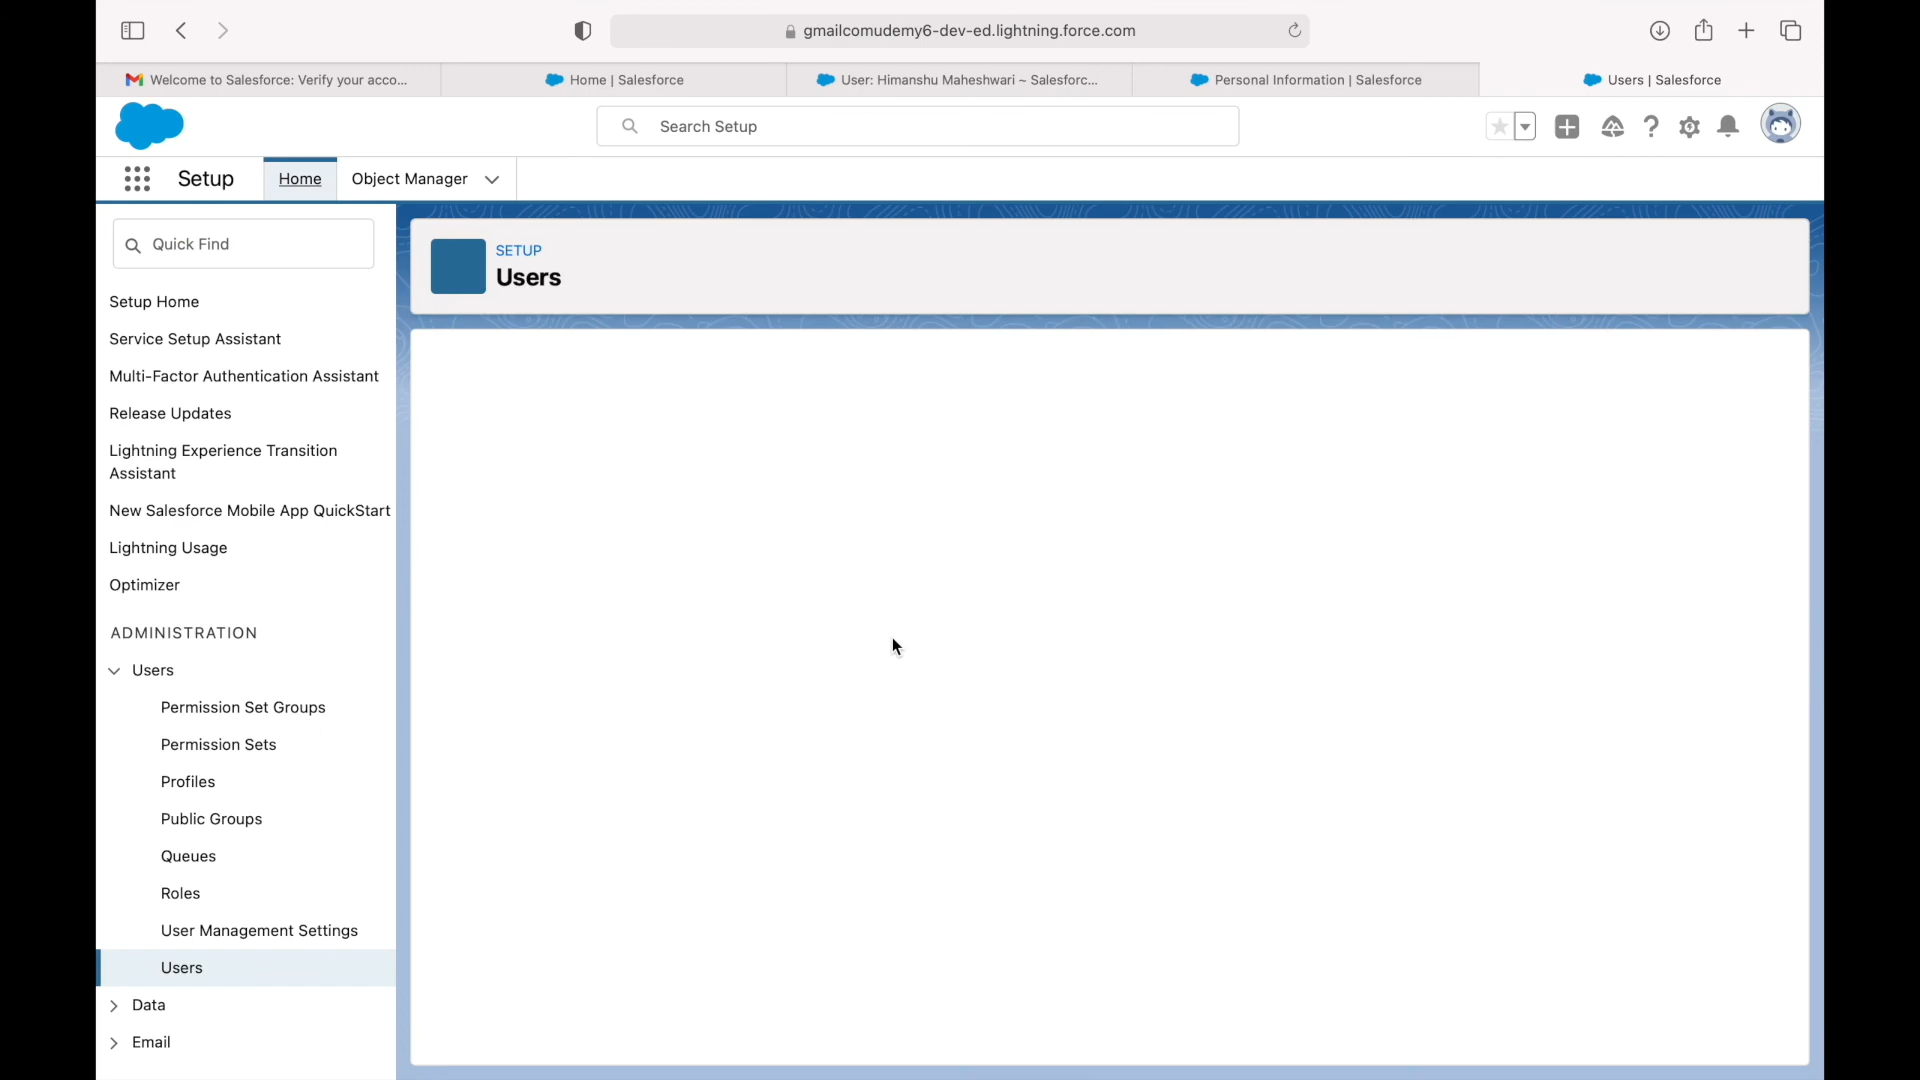 gmailcomudemy6-dev-ed.lightning.force.com
Welcome to Salesforce: Verify your acco...
Home | Salesforce
User: Himanshu Maheshwari ~ Salesforc...
Personal Information | Salesforce
Users | Salesforce
Search Setup
Setup
Home
Object Manager
Quick Find
SETUP
Users
Setup Home
Service Setup Assistant
Multi-Factor Authentication Assistant
Release Updates
Lightning Experience Transition
Assistant
New Salesforce Mobile App QuickStart
Lightning Usage
Optimizer
ADMINISTRATION
Users
Permission Set Groups
Permission Sets
Profiles
Public Groups
Queues
Roles
User Management Settings
Users
Data
Email